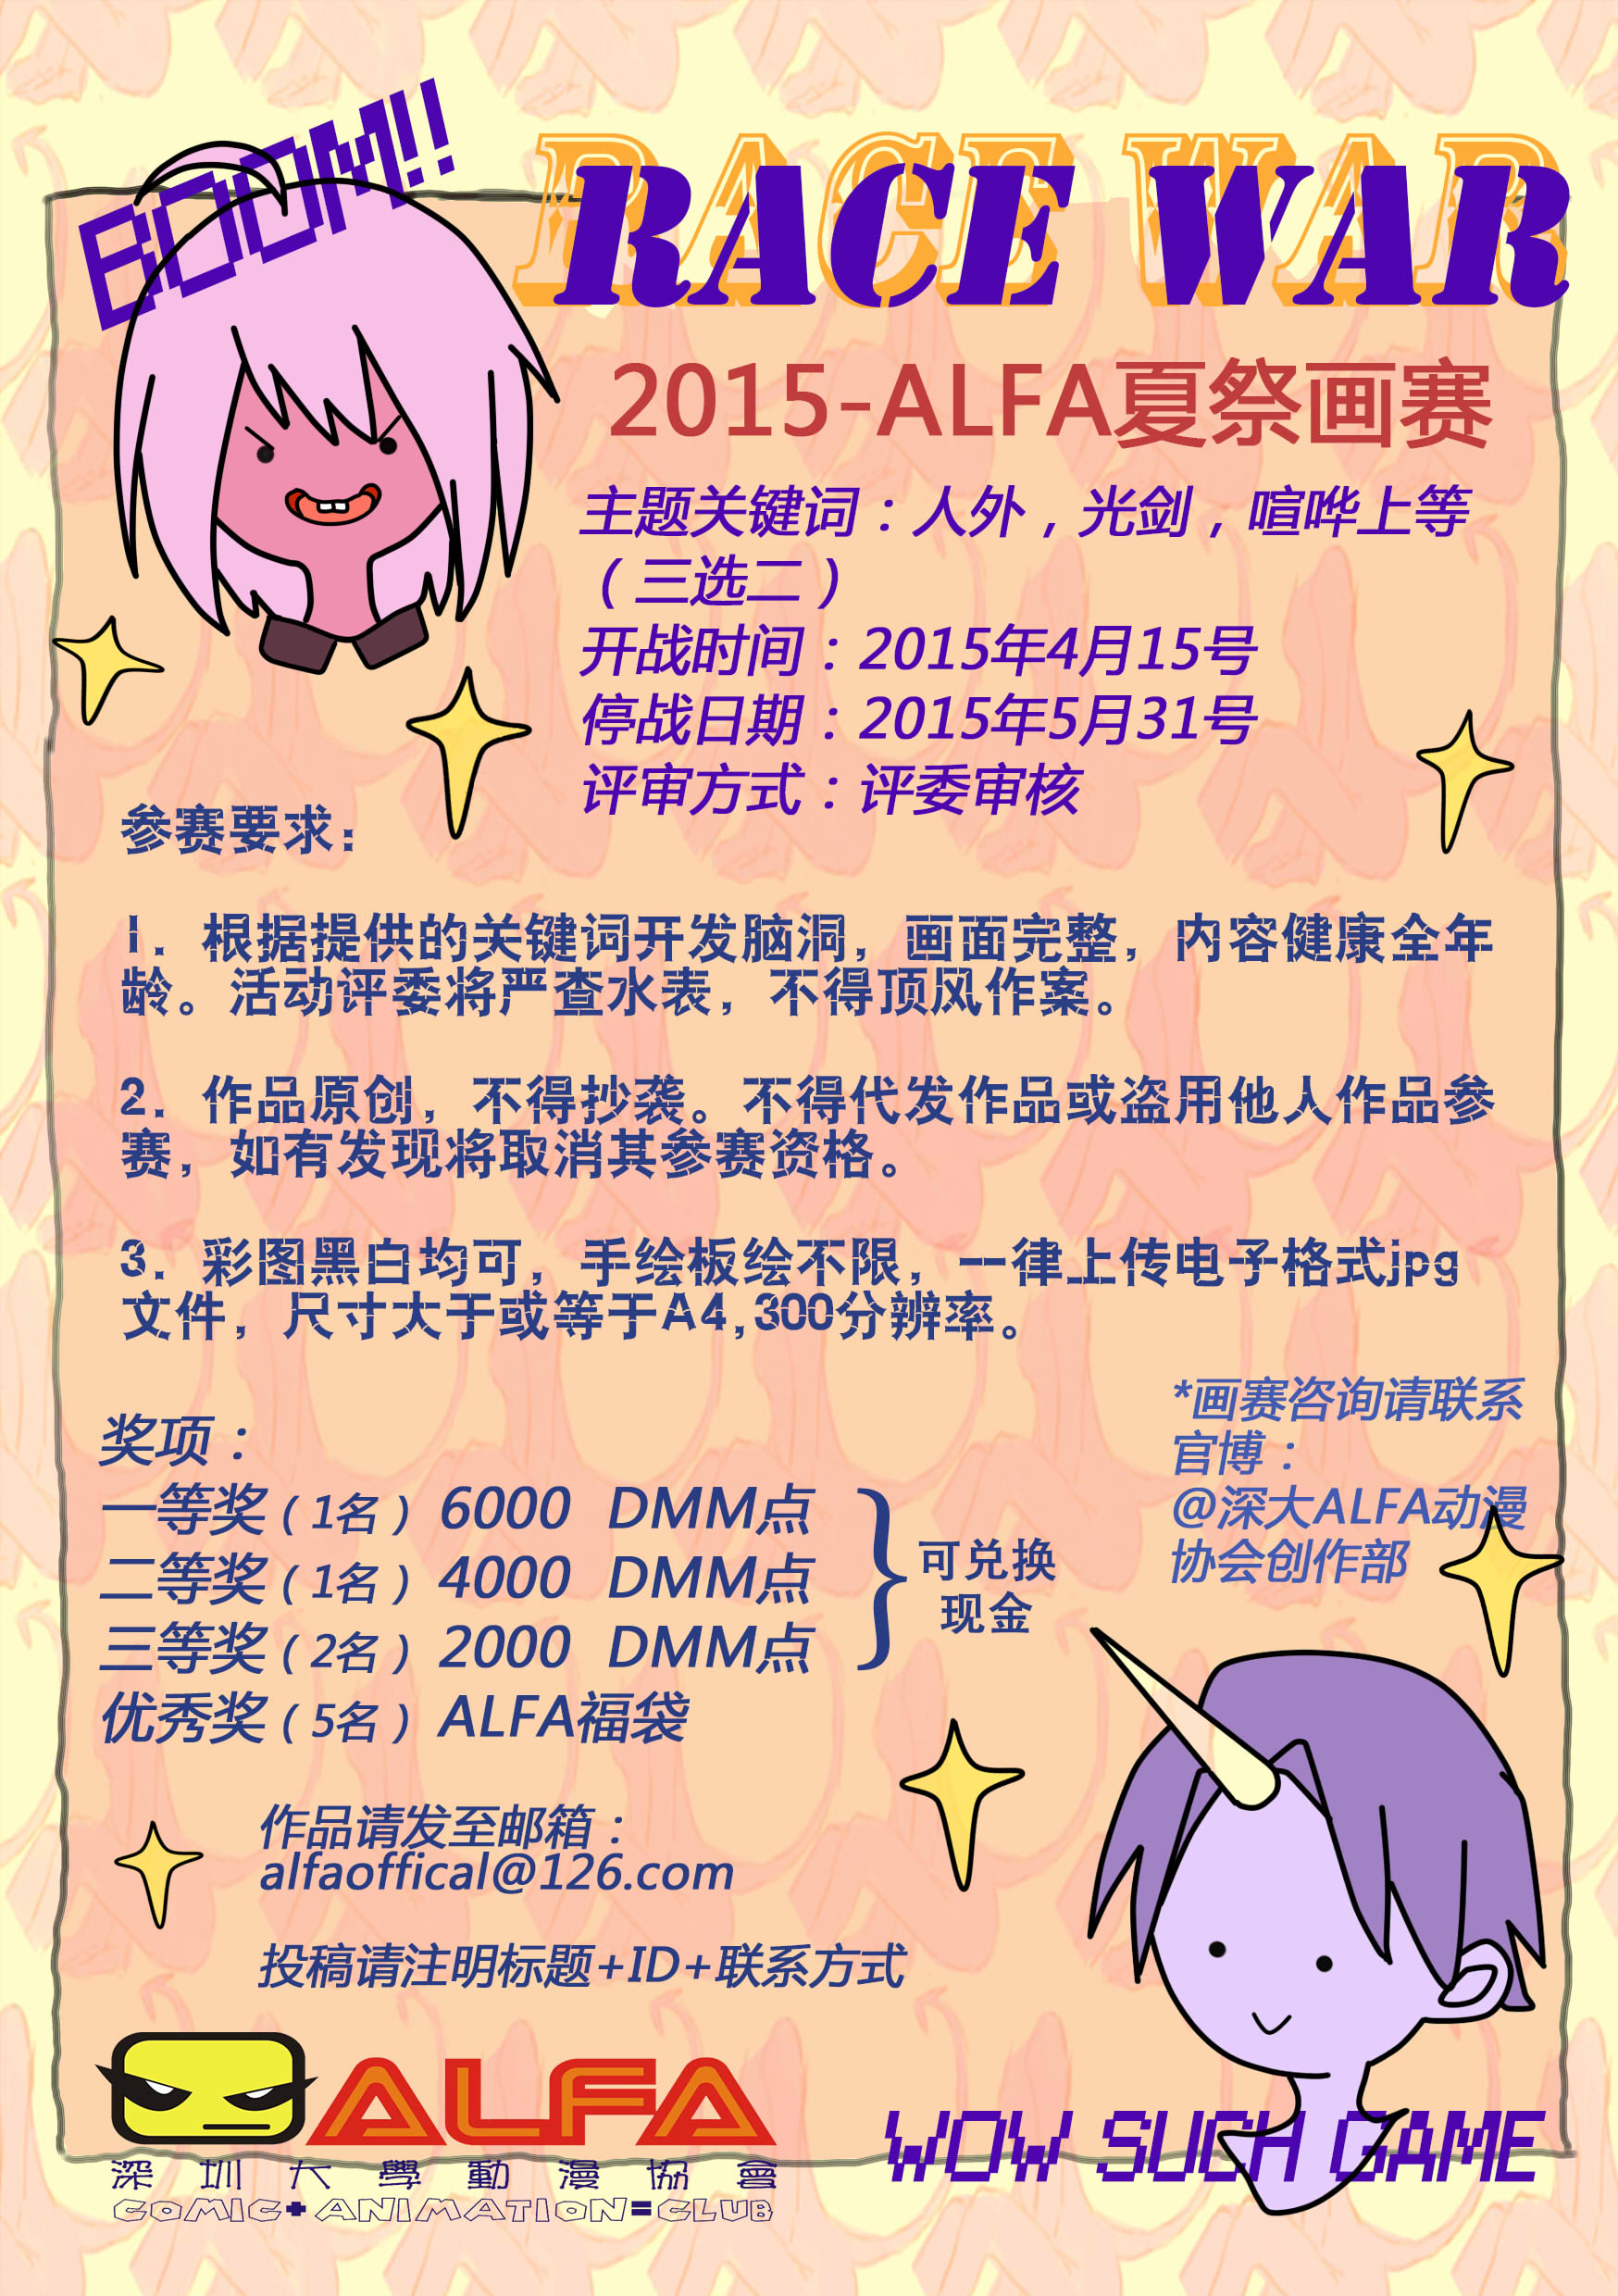 BOOM!!
RACE WAR
2015-ALFA夏祭画赛
主题关键词：人外，光剑，喧哗上等
（三选二）
开战时间：2015年4月15号
停战日期：2015年5月31号
评审方式：评委审核
参赛要求：
1. 根据提供的关键词开发脑洞，画面完整，内容健康全年
龄。活动评委将严查水表，不得顶风作案。
2. 作品原创，不得抄袭。不得代发作品或盗用他人作品参
赛，如有发现将取消其参赛资格。
3. 彩图黑白均可，手绘板绘不限，一律上传电子格式jpg
文件，尺寸大于或等于A4,300分辨率。
*画赛咨询请联系
官博：
@深大ALFA动漫
协会创作部
奖项：
一等奖（1名）6000 DMM点
二等奖（1名）4000 DMM点
三等奖（2名）2000 DMM点
可兑换
现金
优秀奖（5名）ALFA福袋
作品请发至邮箱：
alfaoffical@126.com
投稿请注明标题+ID+联系方式
ALFA
深圳大學動漫協會
COMIC+ANIMATION=CLUB
WOW SUCH GAME